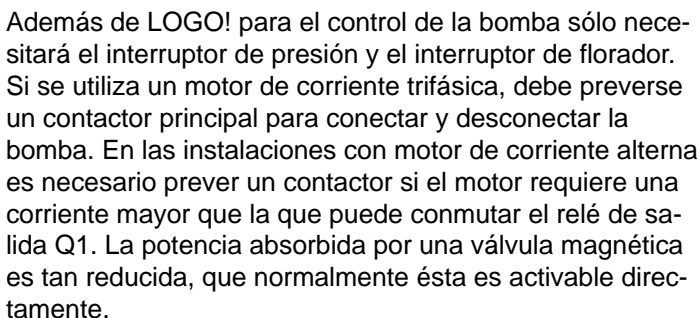 Además de LOGO! para el control de la bomba sólo nece-
sitará el interruptor de presión y el interruptor de florador.
Si se utiliza un motor de corriente trifásica, debe preverse
un contactor principal para conectar y desconectar la
bomba. En las instalaciones con motor de corriente alterna
es necesario prever un contactor si el motor requiere una
corriente mayor que la que puede conmutar el relé de sa-
lida Q1. La potencia absorbida por una válvula magnética
es tan reducida, que normalmente ésta es activable direc-
tamente.